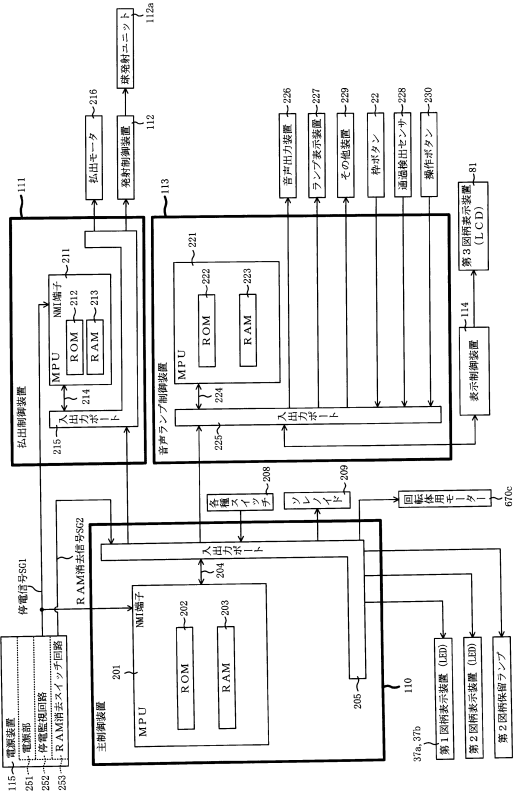 115
電源装置
251
電源部
252
停電監視回路
253
RAM消去スイッチ回路
停電信号SG1
RAM消去信号SG2
払出制御装置
111
MPU
NMI端子
211
ROM
212
RAM
213
214
215
入出力ポート
払出モータ
216
発射制御装置
112
球発射ユニット
112a
音声ランプ制御装置
113
MPU
221
ROM
222
RAM
223
224
225
入出力ポート
音声出力装置
226
ランプ表示装置
227
その他装置
229
枠ボタン
22
通過検出センサ
228
操作ボタン
230
表示制御装置
114
第3図柄表示装置
(LCD)
81
主制御装置
110
201
MPU
NMI端子
ROM
202
RAM
203
204
205
入出力ポート
各種スイッチ
208
ソレノイド
209
回転体用モーター
670c
37a,37b
第1図柄表示装置(LED)
第2図柄表示装置(LED)
第2図柄保留ランプ